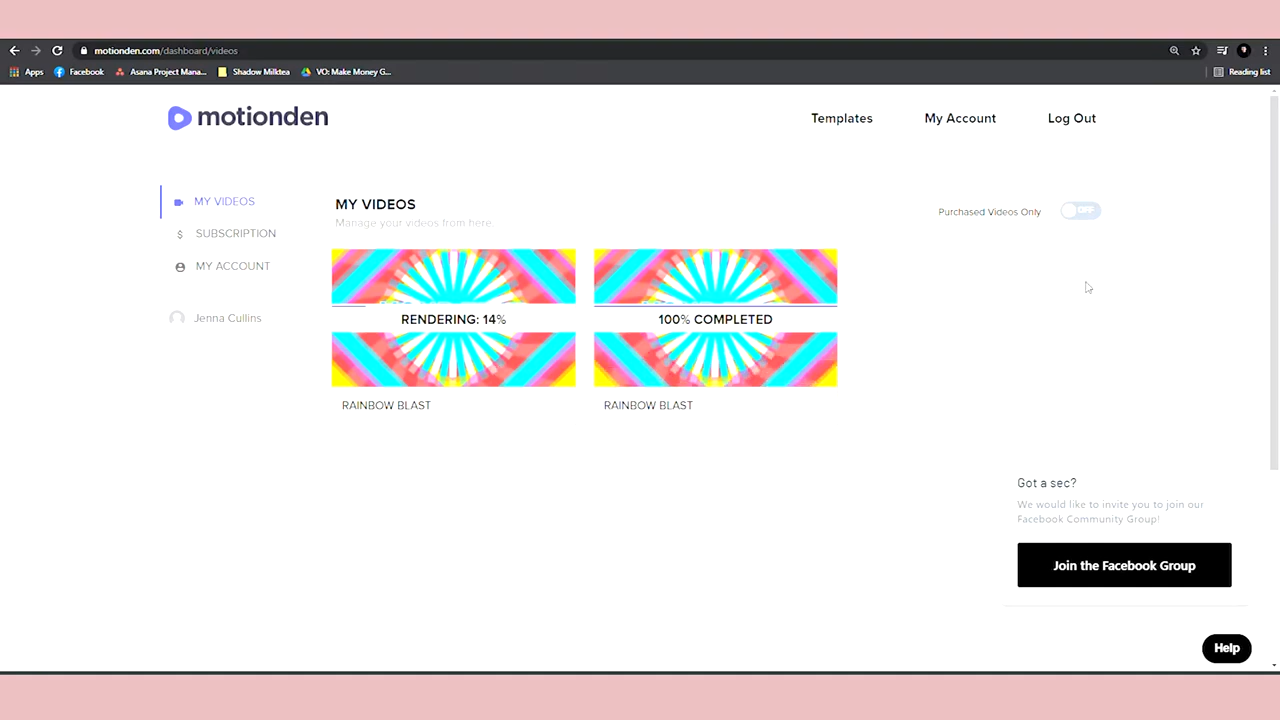 motionden.com/dashboard/videos
Apps Facebook Asana Project Mana... Shadow Milktea VO: Make Money G... Reading list
motionden Templates My Account Log Out
MY VIDEOS
SUBSCRIPTION
MY ACCOUNT
Jenna Cullins
MY VIDEOS
Manage your videos from here.
Purchased Videos Only OFF
RENDERING: 14% 100% COMPLETED
RAINBOW BLAST RAINBOW BLAST
Got a sec?
We would like to invite you to join our
Facebook Community Group!
Join the Facebook Group
Help